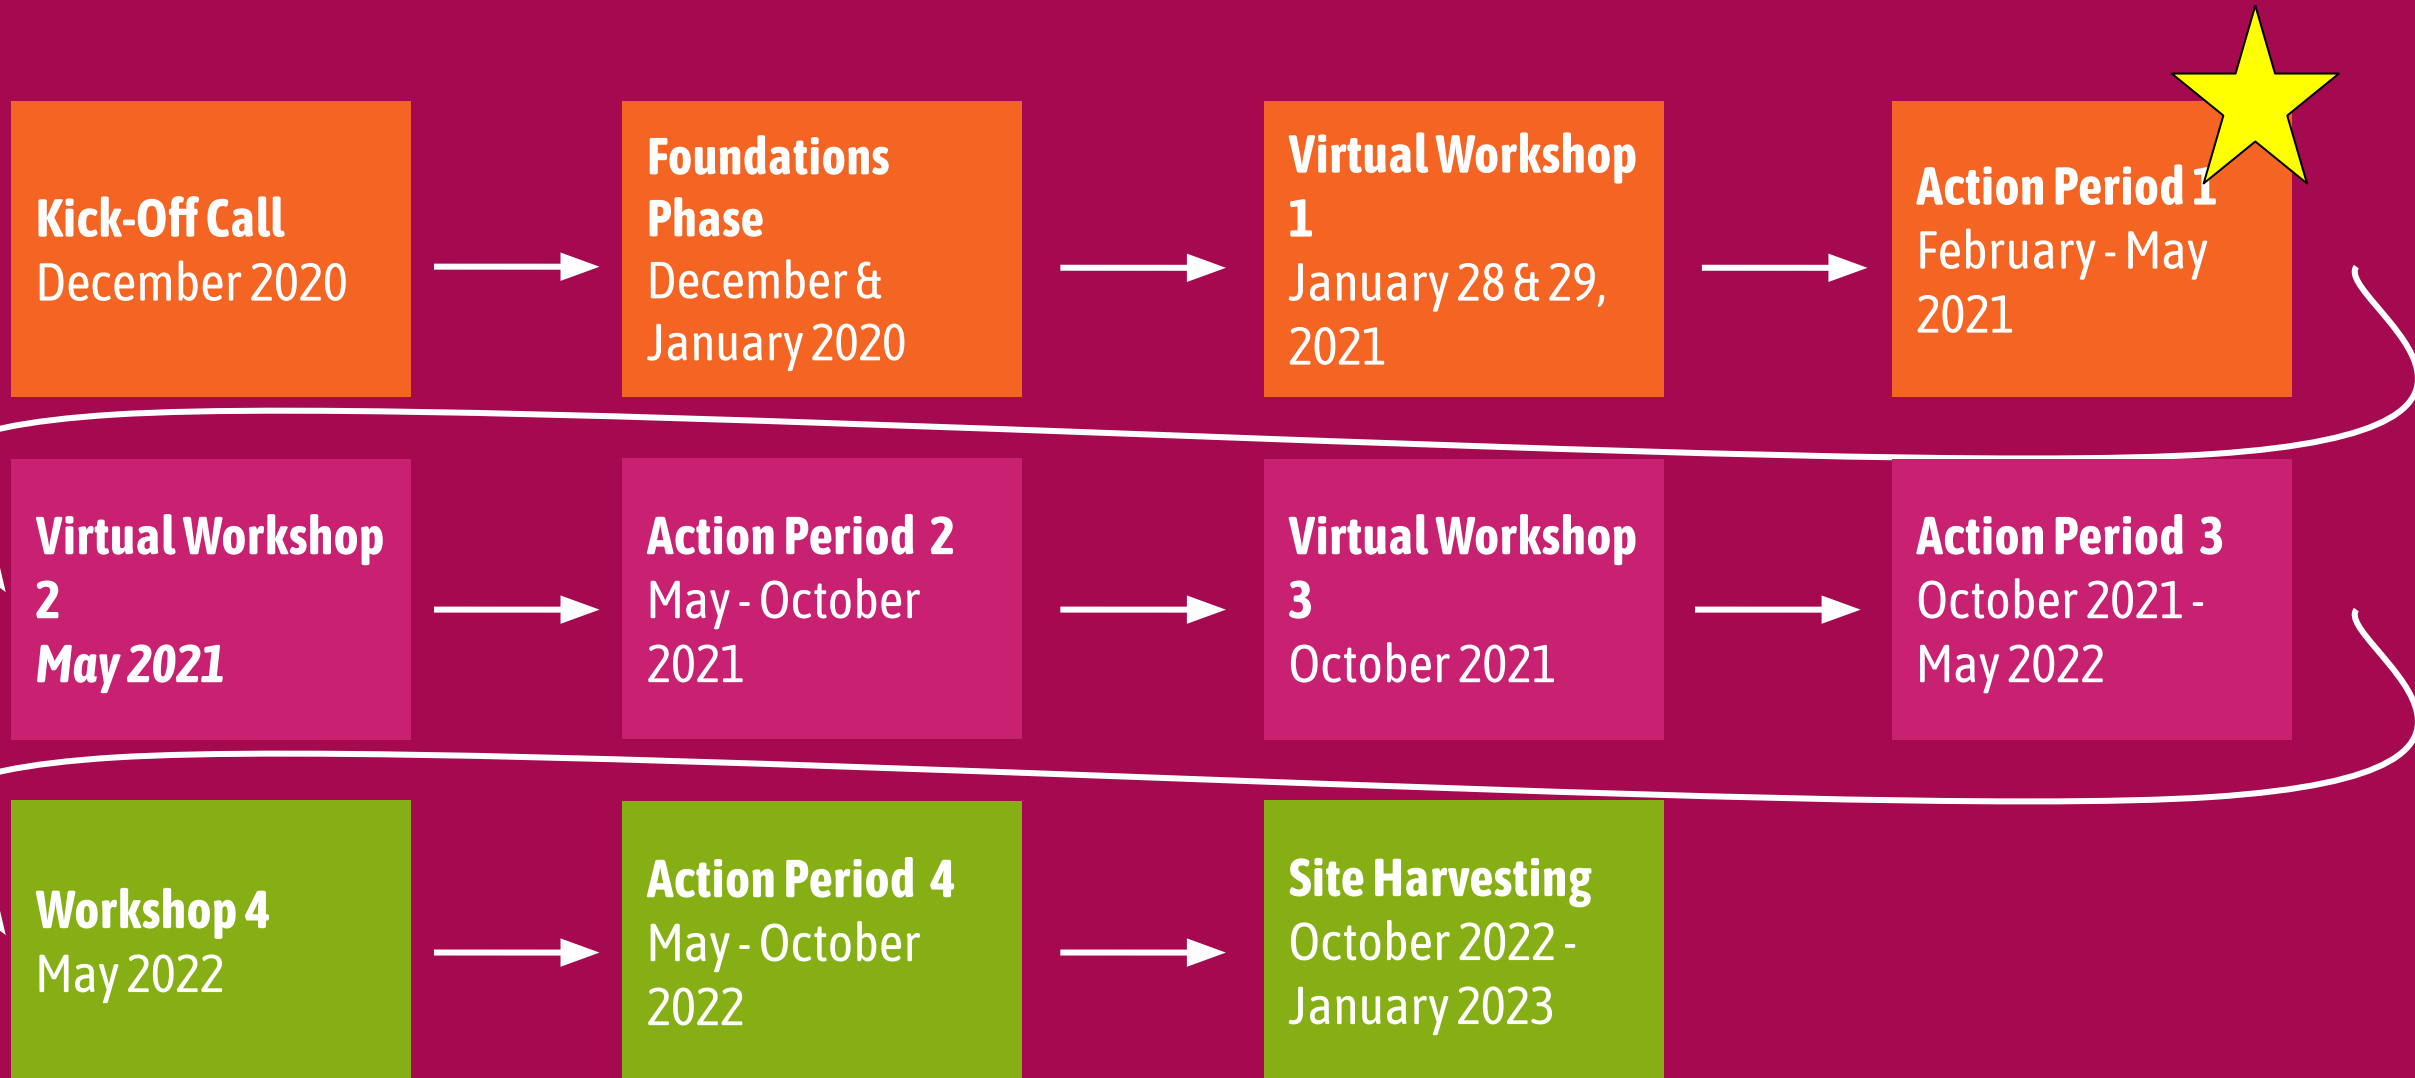 Kick-Off Call
December 2020
Foundations
Phase
December &
January 2020
Virtual Workshop
1
January 28 & 29,
2021
Action Period 1
February - May
2021
Virtual Workshop
2
May 2021
Action Period 2
May - October
2021
Virtual Workshop
3
October 2021
Action Period 3
October 2021 -
May 2022
Workshop 4
May 2022
Action Period 4
May - October
2022
Site Harvesting
October 2022 -
January 2023